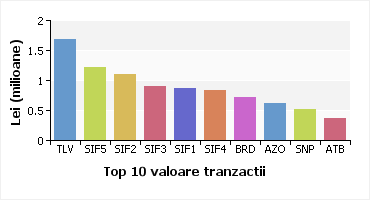 Lei (milioane)
2
1.5
1
0.5
0
TLV SIF5 SIF2 SIF3 SIF1 SIF4 BRD AZO SNP ATB
Top 10 valoare tranzactii